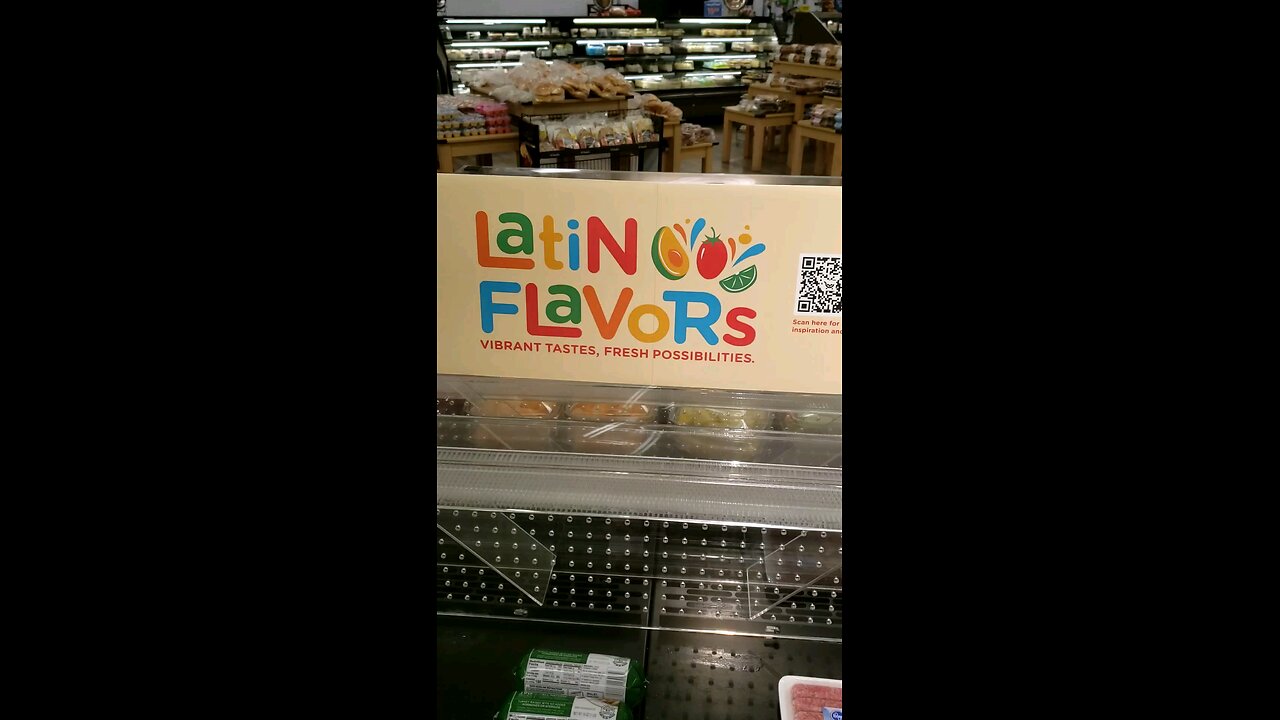 Latin
Flavors
VIBRANT TASTES, FRESH POSSIBILITIES.
Scan here for
inspiration and